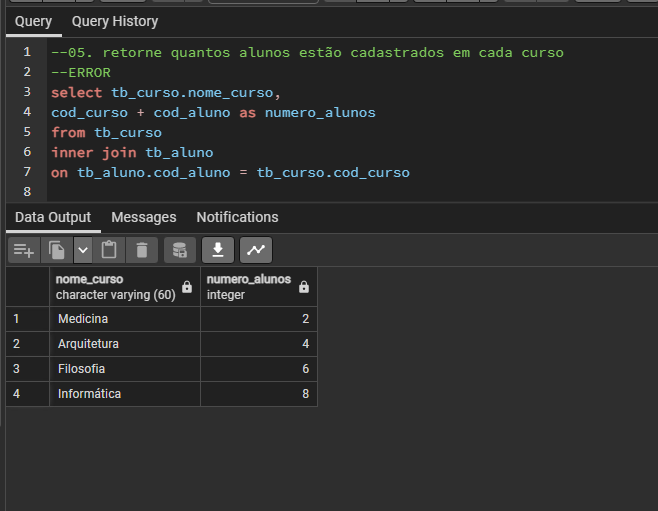 Query Query History
1 --05. retorne quantos alunos estão cadastrados em cada curso
2 --ERROR
3 select tb_curso.nome_curso,
4 cod_curso + cod_aluno as numero_alunos
5 from tb_curso
6 inner join tb_aluno
7 on tb_aluno.cod_aluno = tb_curso.cod_curso
8
Data Output Messages Notifications
nome_curso numero_alunos
character varying (60) integer
1 Medicina 2
2 Arquitetura 4
3 Filosofia 6
4 Informática 8